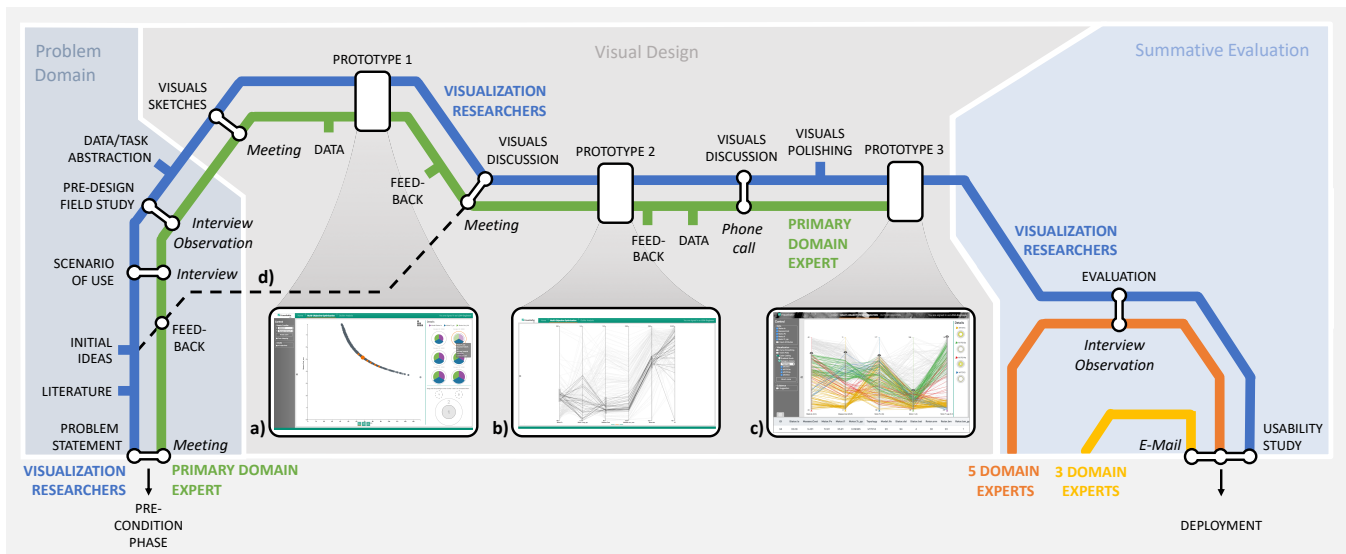 Problem
Domain
Visual Design
Summative Evaluation
PROTOTYPE 1
VISUALS
SKETCHES
VISUALIZATION
RESEARCHERS
DATA/TASK
ABSTRACTION
Meeting
DATA
VISUALS
DISCUSSION
PROTOTYPE 2
VISUALS
DISCUSSION
VISUALS
POLISHING
PROTOTYPE 3
PRE-DESIGN
FIELD STUDY
FEED-
BACK
Interview
Observation
Meeting
FEED-
BACK
DATA
Phone
call
PRIMARY
DOMAIN
EXPERT
VISUALIZATION
RESEARCHERS
SCENARIO
OF USE
Interview
d)
EVALUATION
INITIAL
IDEAS
FEED-
BACK
Interview
Observation
LITERATURE
a)
b)
c)
PROBLEM
STATEMENT
Meeting
E-Mail
USABILITY
STUDY
VISUALIZATION
RESEARCHERS
PRIMARY DOMAIN
EXPERT
5 DOMAIN
EXPERTS
3 DOMAIN
EXPERTS
PRE-
CONDITION
PHASE
DEPLOYMENT